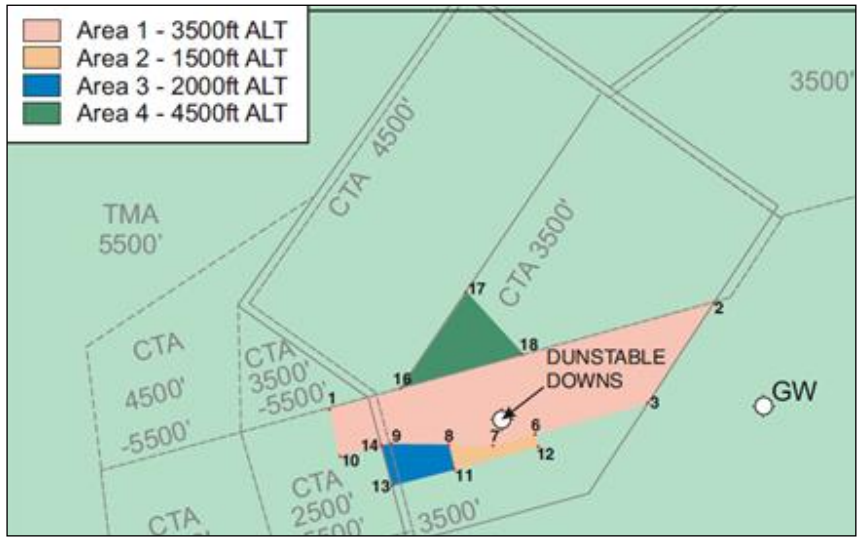 Area 1 - 3500ft ALT
Area 2 - 1500ft ALT
Area 3 - 2000ft ALT
Area 4 - 4500ft ALT
3500'
CTA 4500'
TMA
5500'
CTA 3500'
17
2
18
DUNSTABLE
DOWNS
CTA
4500'
-5500'
CTA
3500'
-5500'
16
1
3
GW
14
9
8
7
6
12
10
11
13
CTA
2500'
5500'
3500'
CTA